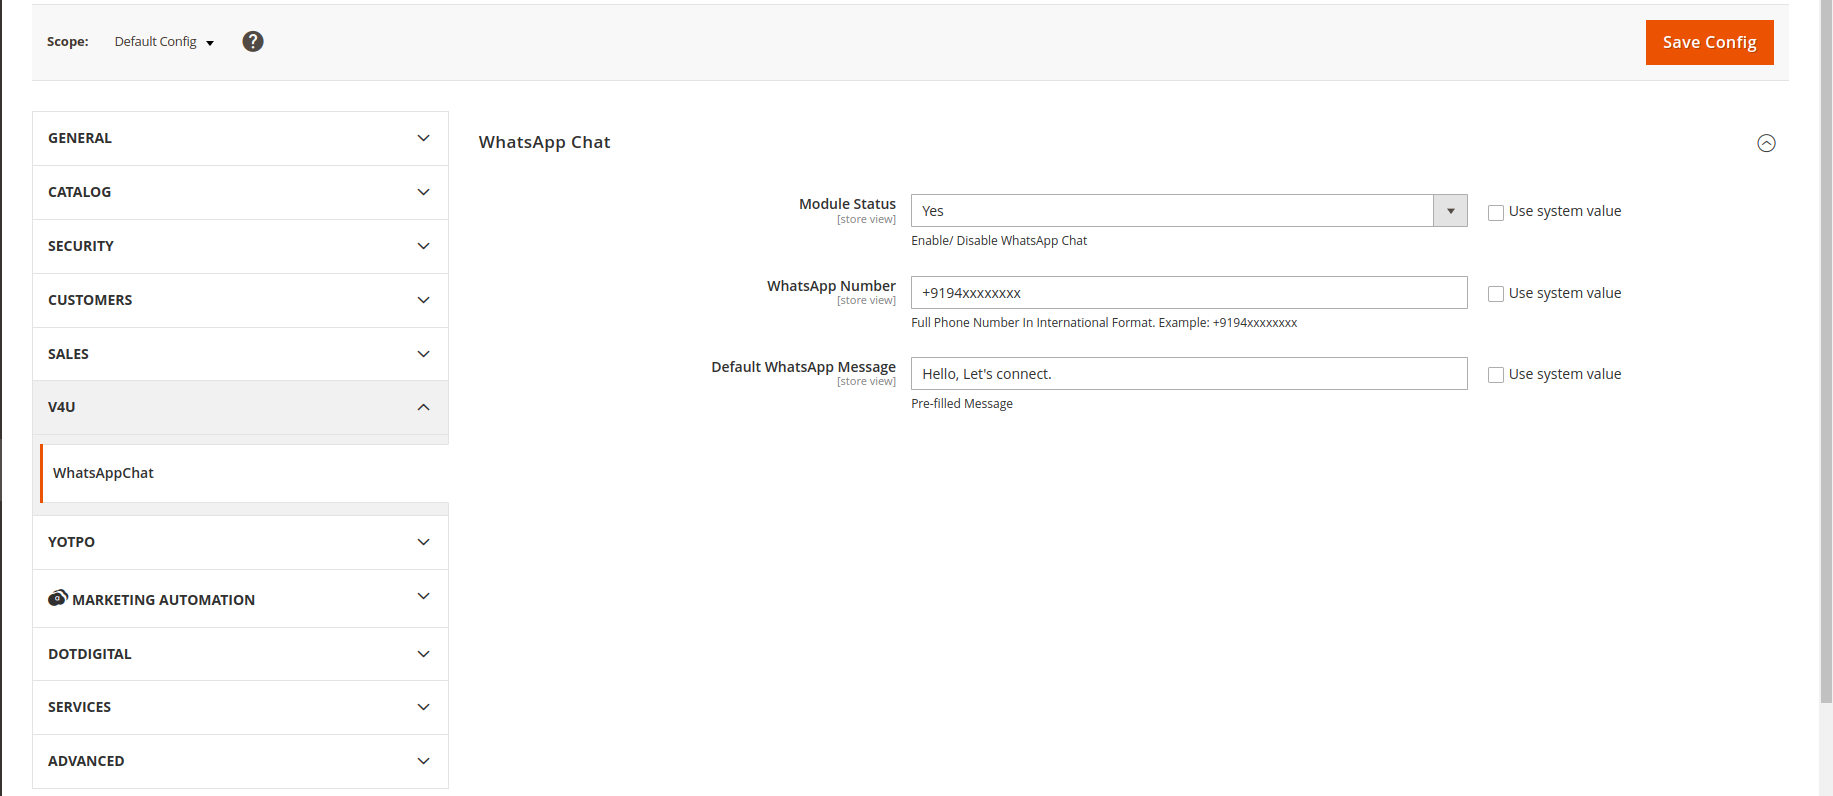 Scope: Default Config ?
Save Config
GENERAL
CATALOG
SECURITY
CUSTOMERS
SALES
V4U
WhatsAppChat
YOTPO
MARKETING AUTOMATION
DOTDIGITAL
SERVICES
ADVANCED
WhatsApp Chat
Module Status
[store view]
Yes
Use system value
Enable/ Disable WhatsApp Chat
WhatsApp Number
[store view]
+9194xxxxxxxx
Use system value
Full Phone Number In International Format. Example: +9194xxxxxxxx
Default WhatsApp Message
[store view]
Hello, Let's connect.
Use system value
Pre-filled Message